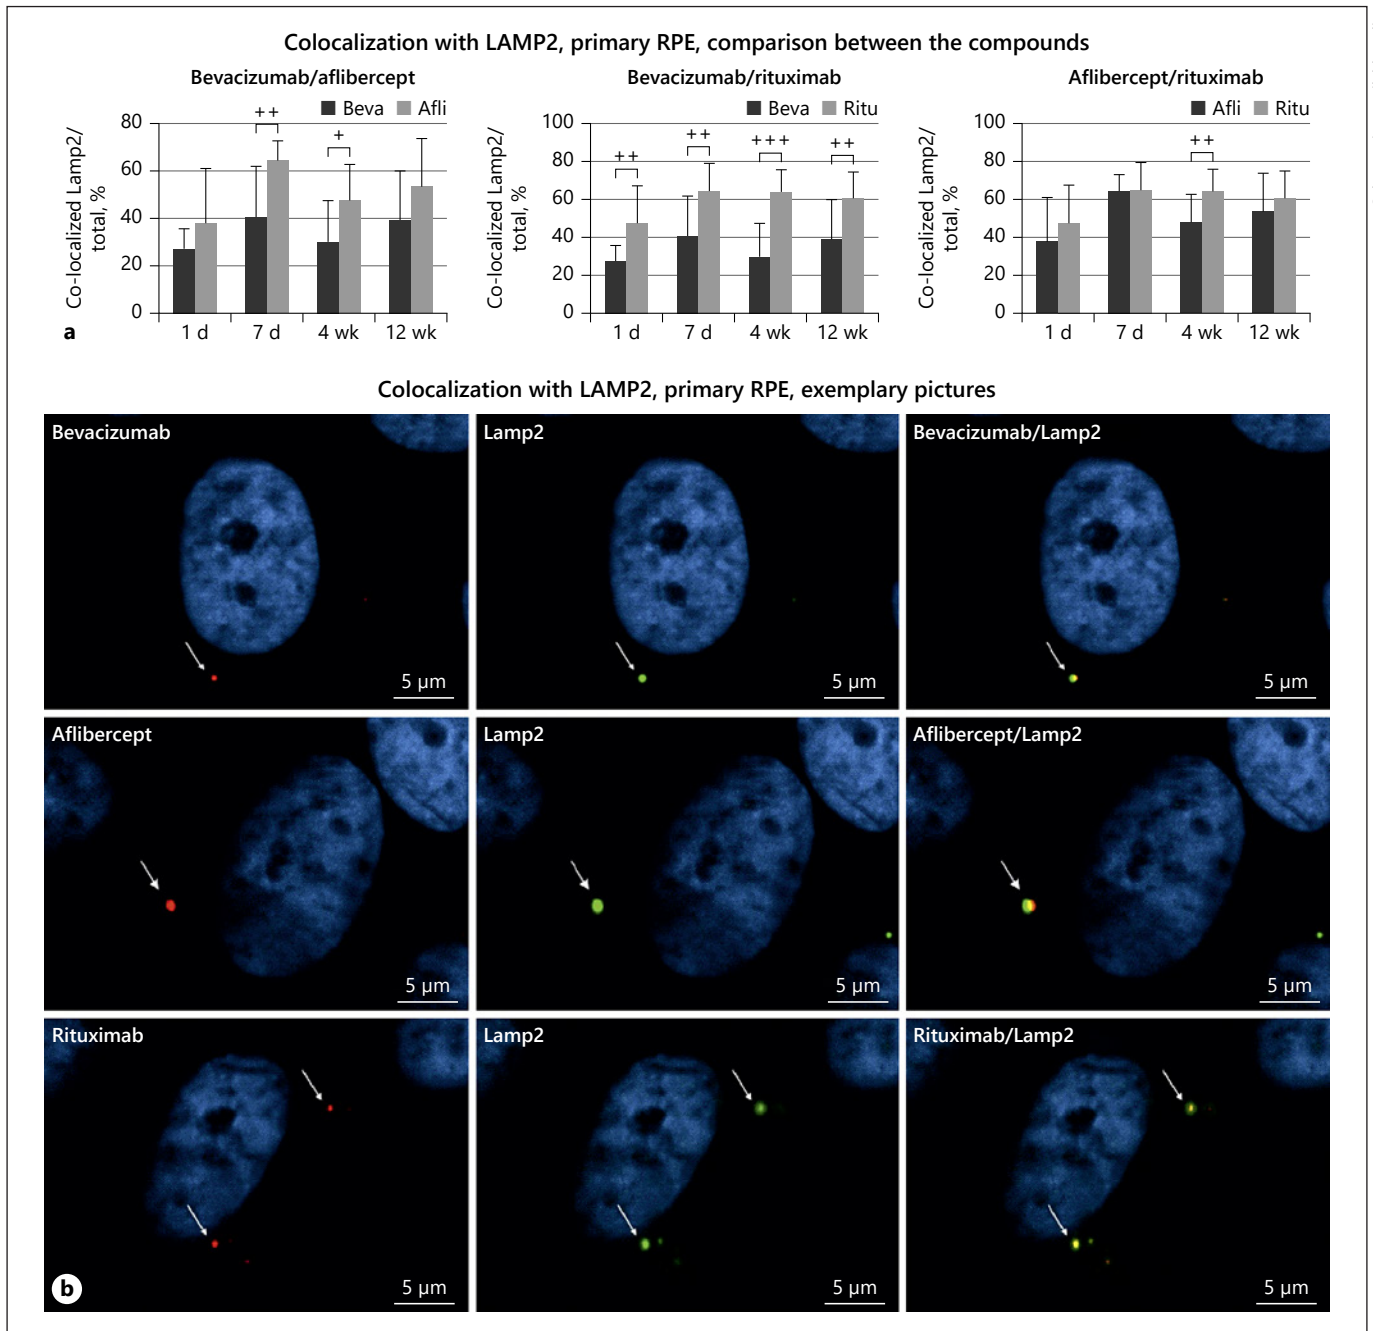 Colocalization with LAMP2, primary RPE, comparison between the compounds
Bevacizumab/aflibercept
Beva Afli
Co-localized Lamp2/
total, %
80
60
40
20
0
++
+
1 d 7 d 4 wk 12 wk
Bevacizumab/rituximab
Beva Ritu
Co-localized Lamp2/
total, %
100
80
60
40
20
0
++
++
+++
++
1 d 7 d 4 wk 12 wk
Aflibercept/rituximab
Afli Ritu
Co-localized Lamp2/
total, %
100
80
60
40
20
0
++
1 d 7 d 4 wk 12 wk
a
Colocalization with LAMP2, primary RPE, exemplary pictures
Bevacizumab
5 µm
Lamp2
5 µm
Bevacizumab/Lamp2
5 µm
Aflibercept
5 µm
Lamp2
5 µm
Aflibercept/Lamp2
5 µm
Rituximab
5 µm
Lamp2
5 µm
Rituximab/Lamp2
5 µm
b